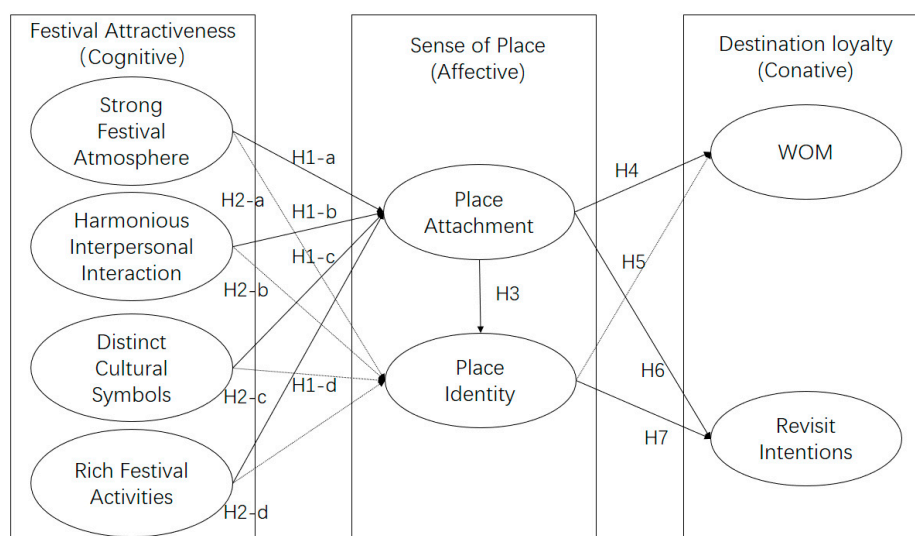 Festival Attractiveness
(Cognitive)
Strong
Festival
Atmosphere
Harmonious
Interpersonal
Interaction
Distinct
Cultural
Symbols
Rich Festival
Activities
H1-a
H2-a
H1-b
H1-c
H2-b
H1-d
H2-c
H2-d
Sense of Place
(Affective)
Place
Attachment
H3
Place
Identity
H4
H5
H6
H7
Destination loyalty
(Conative)
WOM
Revisit
Intentions